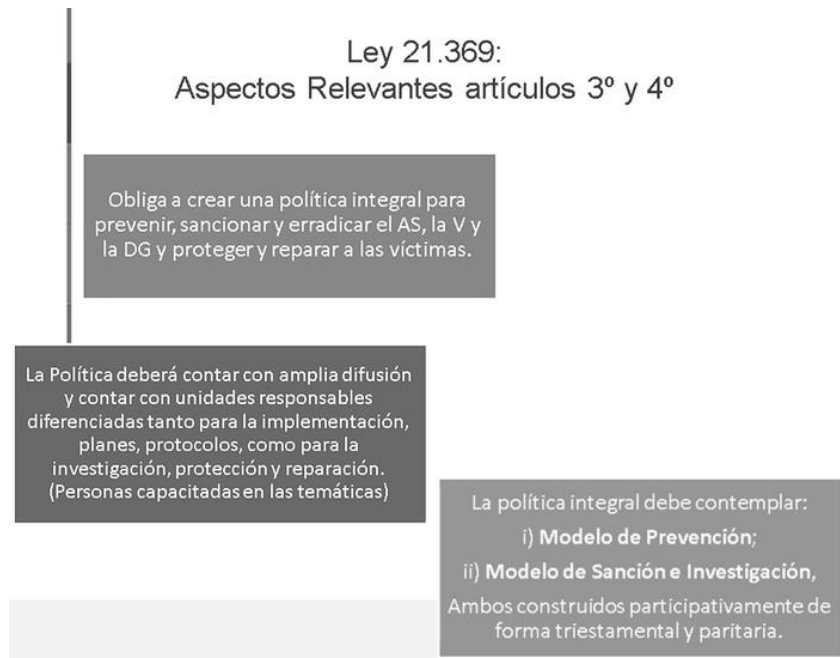 Ley 21.369:
Aspectos Relevantes artículos 3º y 4º
Obliga a crear una política integral para
prevenir, sancionar y erradicar el AS, la V y
la DG y proteger y reparar a las víctimas.
La Política deberá contar con amplia difusión
y contar con unidades responsables
diferenciadas tanto para la implementación,
planes, protocolos, como para la
investigación, protección y reparación.
(Personas capacitadas en las temáticas)
La política integral debe contemplar:
i) Modelo de Prevención;
ii) Modelo de Sanción e Investigación,
Ambos construidos participativamente de
forma triestamental y paritaria.